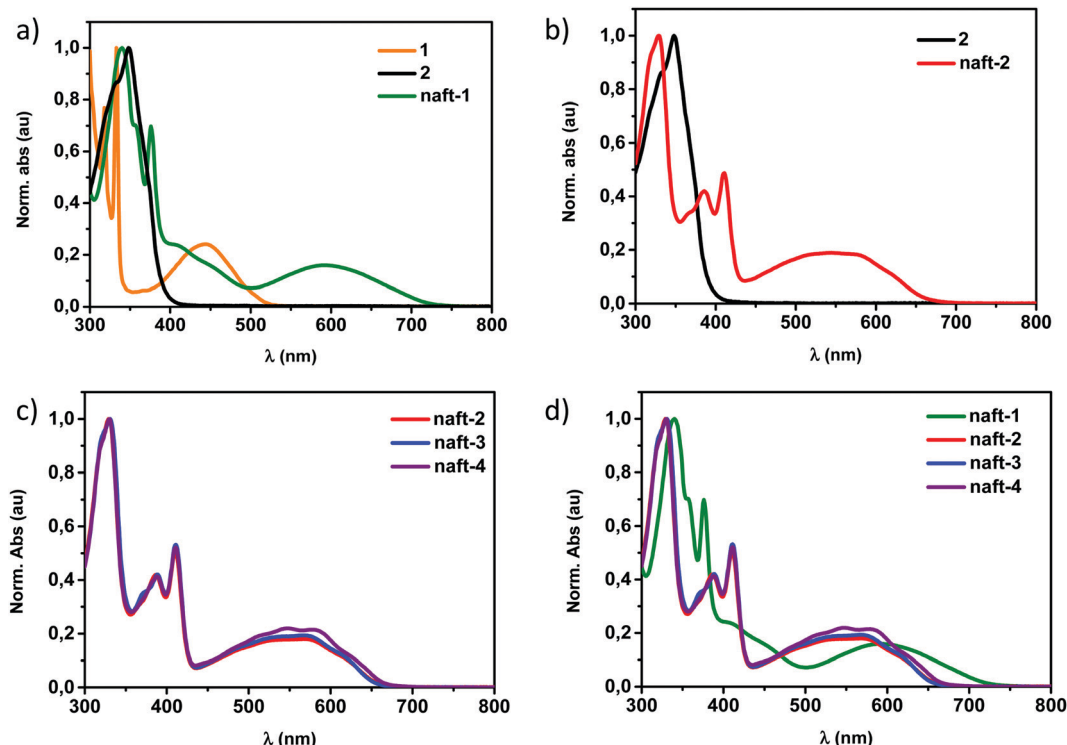 a)
1
2
naft-1
1,0
0,8
0,6
0,4
0,2
0,0
Norm. abs (au)
300 400 500 600 700 800
λ (nm)
b)
2
naft-2
1,0
0,8
0,6
0,4
0,2
0,0
Norm. abs (au)
300 400 500 600 700 800
λ (nm)
c)
naft-2
naft-3
naft-4
1,0
0,8
0,6
0,4
0,2
0,0
Norm. Abs (au)
300 400 500 600 700 800
λ (nm)
d)
naft-1
naft-2
naft-3
naft-4
1,0
0,8
0,6
0,4
0,2
0,0
Norm. Abs (au)
300 400 500 600 700 800
λ (nm)